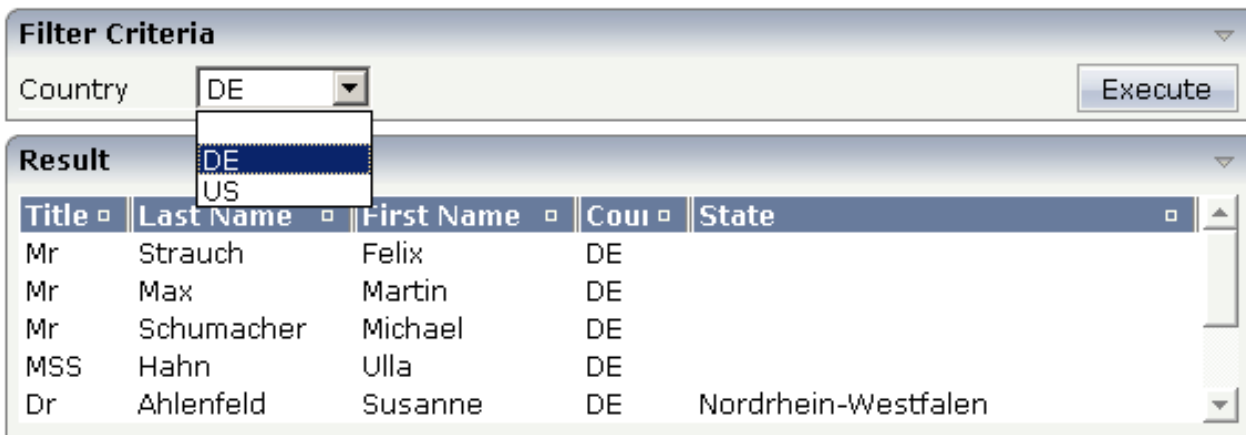 Filter Criteria
Country DE Execute
DE
Result
US
Title Last Name First Name Cour State
Mr Strauch Felix DE
Mr Max Martin DE
Mr Schumacher Michael DE
MSS Hahn Ulla DE
Dr Ahlenfeld Susanne DE Nordrhein-Westfalen